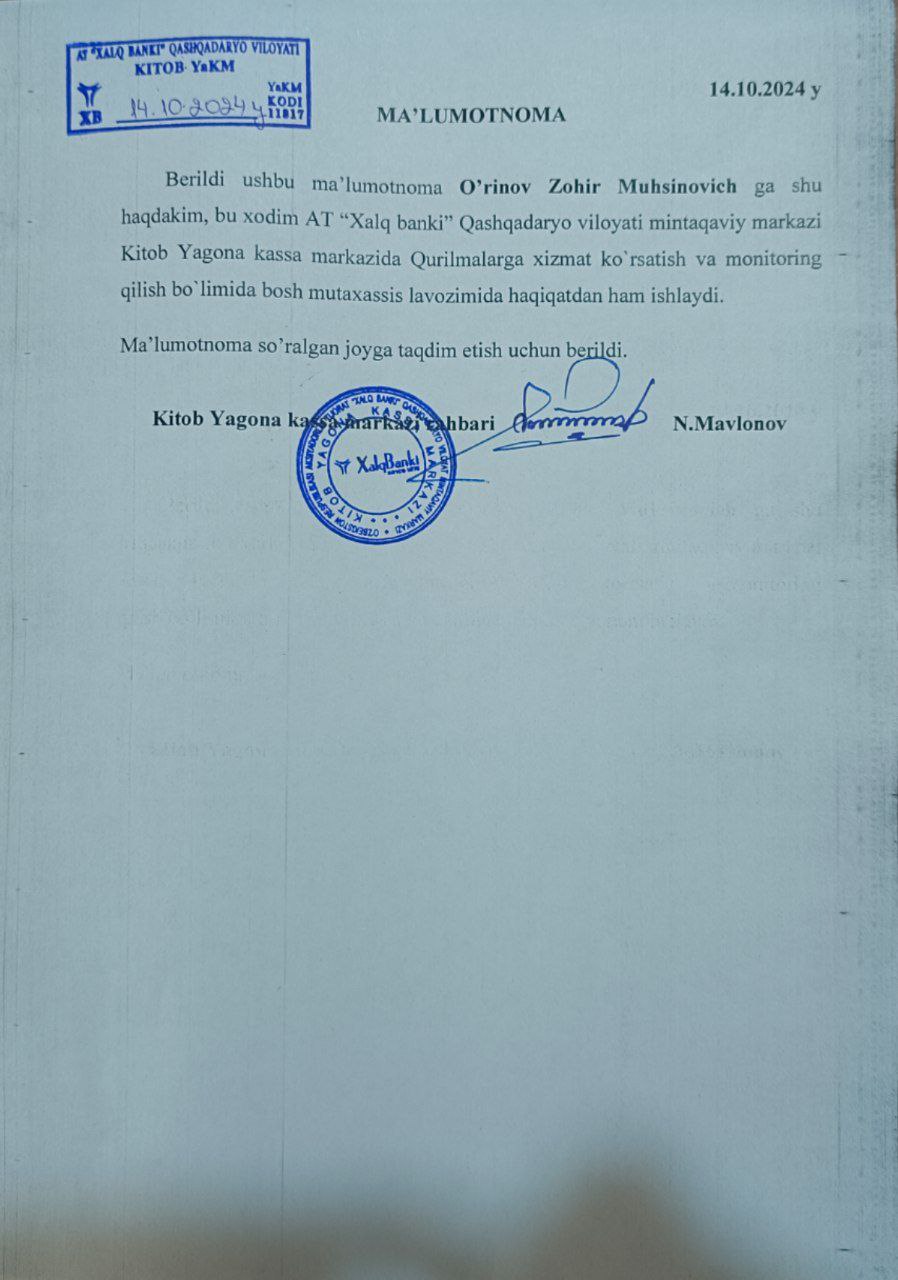 AT "XALQ BANKI" QASHQADARYO VILOYATI
KITOB YaKM
XB
14.10.2024 y
YaKM
KODI
11817
14.10.2024 y
MA’LUMOTNOMA
Berildi ushbu ma’lumotnoma O’rinov Zohir Muhsinovich ga shu
haqdakim, bu xodim AT “Xalq banki” Qashqadaryo viloyati mintaqaviy markazi
Kitob Yagona kassa markazida Qurilmalarga xizmat ko`rsatish va monitoring
qilish bo`limida bosh mutaxassis lavozimida haqiqatdan ham ishlaydi.
Ma’lumotnoma so’ralgan joyga taqdim etish uchun berildi.
Kitob Yagona kassa markazi rahbari
N.Mavlonov
KITOB YAGONA KASSA MARKAZI
XalqBanki